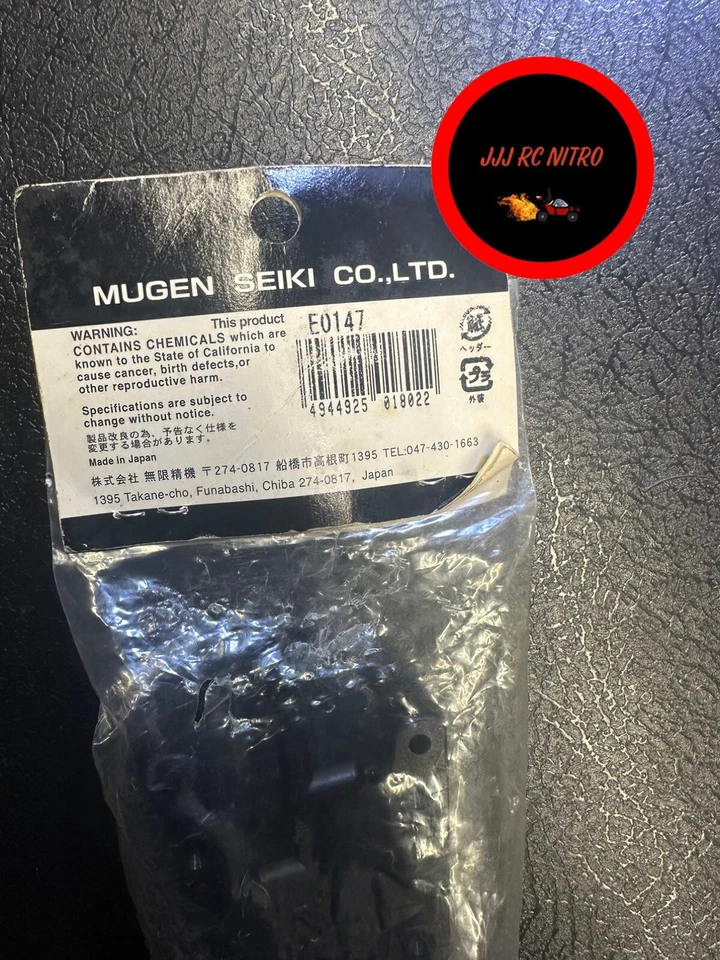 JJJ RC NITRO
MUGEN SEIKI CO.,LTD.
WARNING: This product
CONTAINS CHEMICALS which are
known to the State of California to
cause cancer, birth defects,or
other reproductive harm.
Specifications are subject to
change without notice.
製品改良の為、予告なく仕様を
変更する場合があります。
Made in Japan
E0147
4944925 018022
紙
ヘッダー
プラ
外装
株式会社 無限精機 〒274-0817 船橋市高根町1395 TEL:047-430-1663
1395 Takane-cho, Funabashi, Chiba 274-0817, Japan